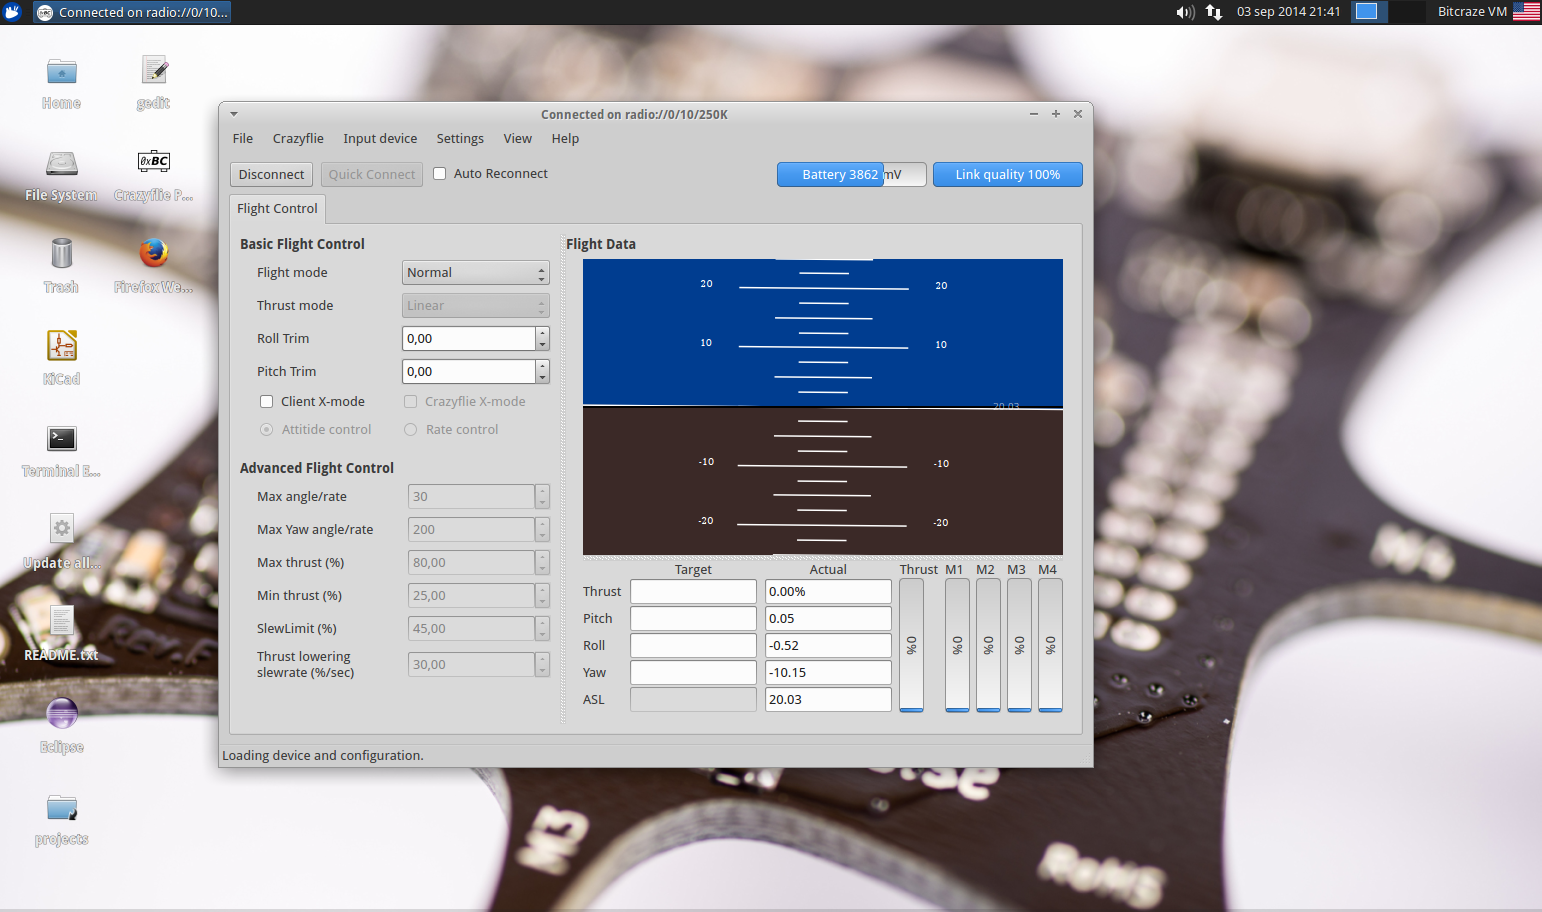 Connected on radio://0/10...
03 sep 2014 21:41
Bitcraze VM
Home
gedit
File System
0xBC
Crazyflie P...
Trash
Firefox We...
KiCad
Terminal E...
Update all...
README.txt
Eclipse
projects
Connected on radio://0/10/250K
File Crazyflie Input device Settings View Help
Disconnect Quick Connect Auto Reconnect Battery 3862 mV Link quality 100%
Flight Control
Basic Flight Control
Flight mode Normal
Thrust mode Linear
Roll Trim 0,00
Pitch Trim 0,00
Client X-mode Crazyflie X-mode
Attitide control Rate control
Advanced Flight Control
Max angle/rate 30
Max Yaw angle/rate 200
Max thrust (%) 80,00
Min thrust (%) 25,00
SlewLimit (%) 45,00
Thrust lowering
slewrate (%/sec) 30,00
Flight Data
20 20
10 10
20.03
-10 -10
-20 -20
Target Actual Thrust M1 M2 M3 M4
Thrust 0.00%
Pitch 0.05
Roll -0.52
Yaw -10.15
ASL 20.03
%0 %0 %0 %0 %0
Loading device and configuration.
M3
RoHS